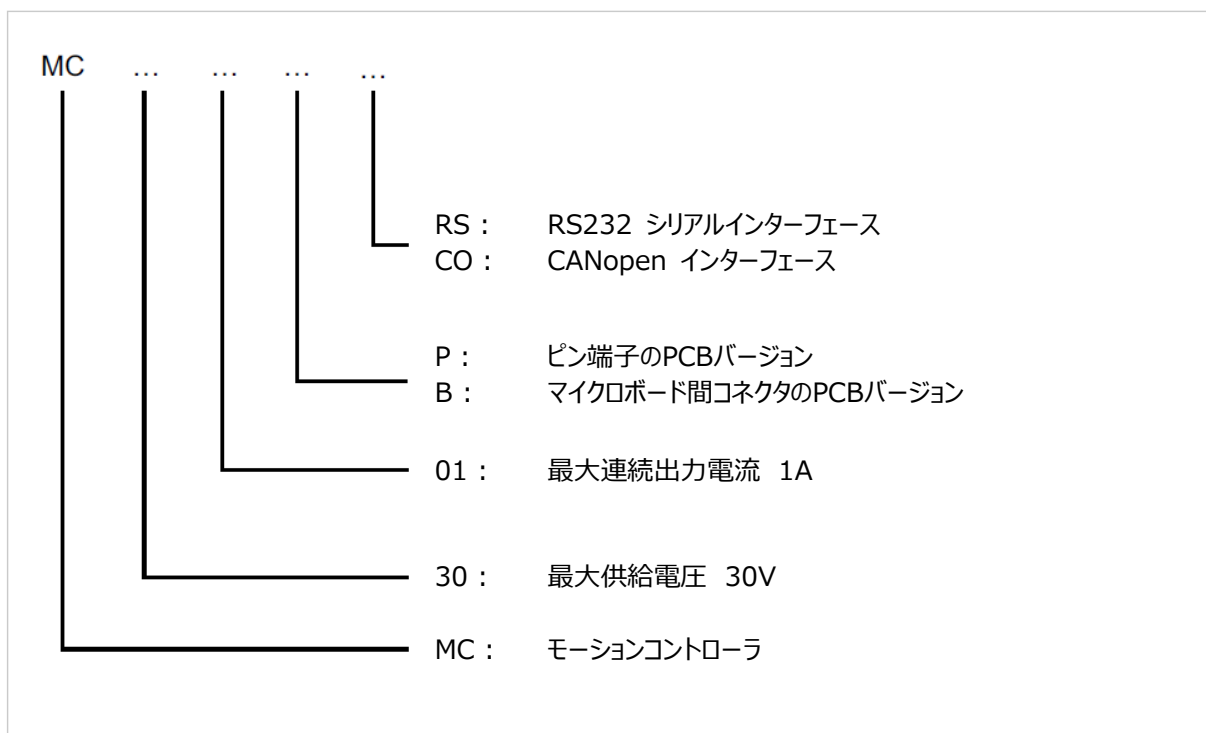 MC ... ... ... ...
RS : RS232 シリアルインターフェース
CO : CANopen インターフェース
P : ピン端子のPCBバージョン
B : マイクロボード間コネクタのPCBバージョン
01 : 最大連続出力電流 1A
30 : 最大供給電圧 30V
MC : モーションコントローラ